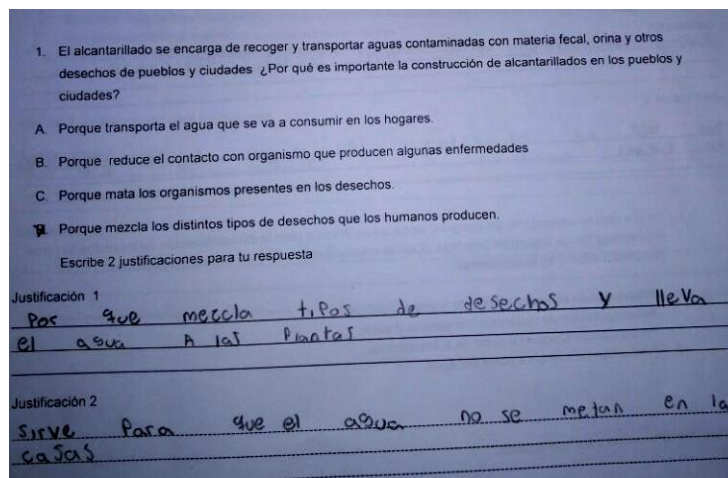 1. El alcantarillado se encarga de recoger y transportar aguas contaminadas con materia fecal, orina y otros
desechos de pueblos y ciudades ¿Por qué es importante la construcción de alcantarillados en los pueblos y
ciudades?
A. Porque transporta el agua que se va a consumir en los hogares.
B. Porque reduce el contacto con organismo que producen algunas enfermedades
C. Porque mata los organismos presentes en los desechos.
Porque mezcla los distintos tipos de desechos que los humanos producen.
Escribe 2 justificaciones para tu respuesta
Justificación 1
Por que meccla tipos de desechos y lleva
el agua A las Plantas
Justificación 2
Sirve Para que el agua no se metan en la
casas